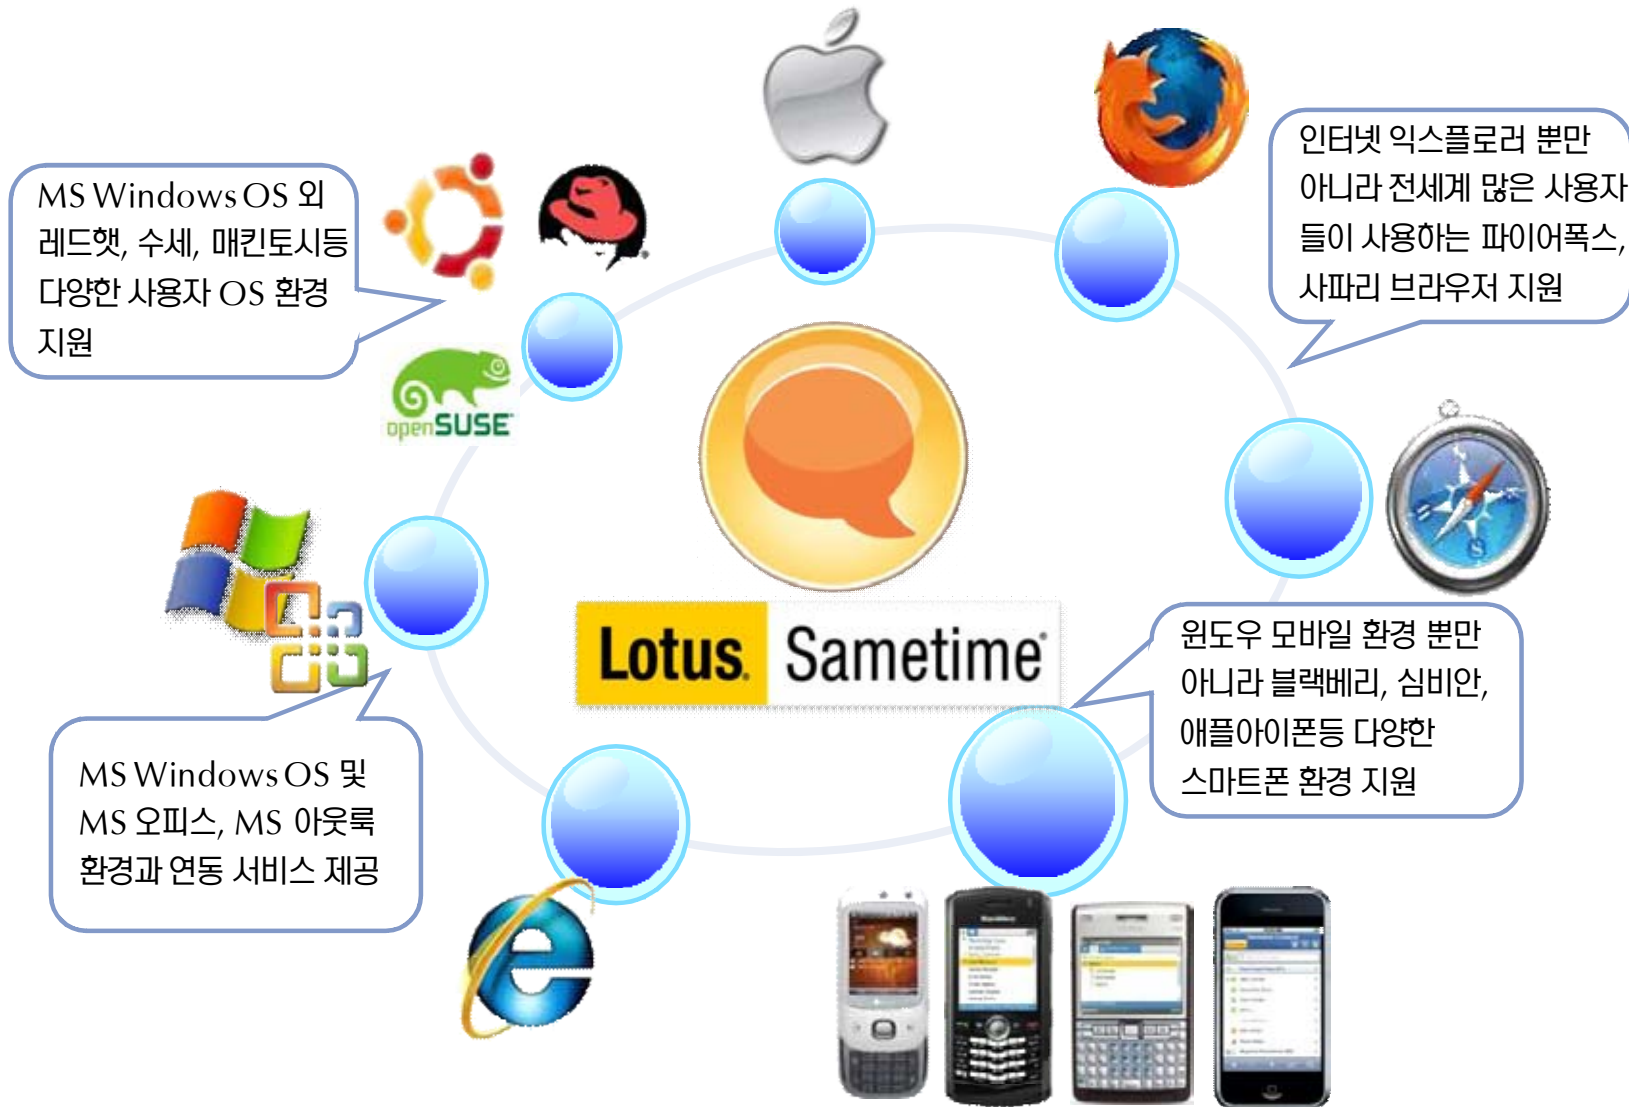 MS Windows OS 외
레드햇, 수세, 매킨토시등
다양한 사용자 OS 환경
지원
인터넷 익스플로러 뿐만
아니라 전세계 많은 사용자
들이 사용하는 파이어폭스,
사파리 브라우저 지원
openSUSE
Lotus. Sametime
윈도우 모바일 환경 뿐만
아니라 블랙베리, 심비안,
애플아이폰등 다양한
스마트폰 환경 지원
MS Windows OS 및
MS 오피스, MS 아웃룩
환경과 연동 서비스 제공